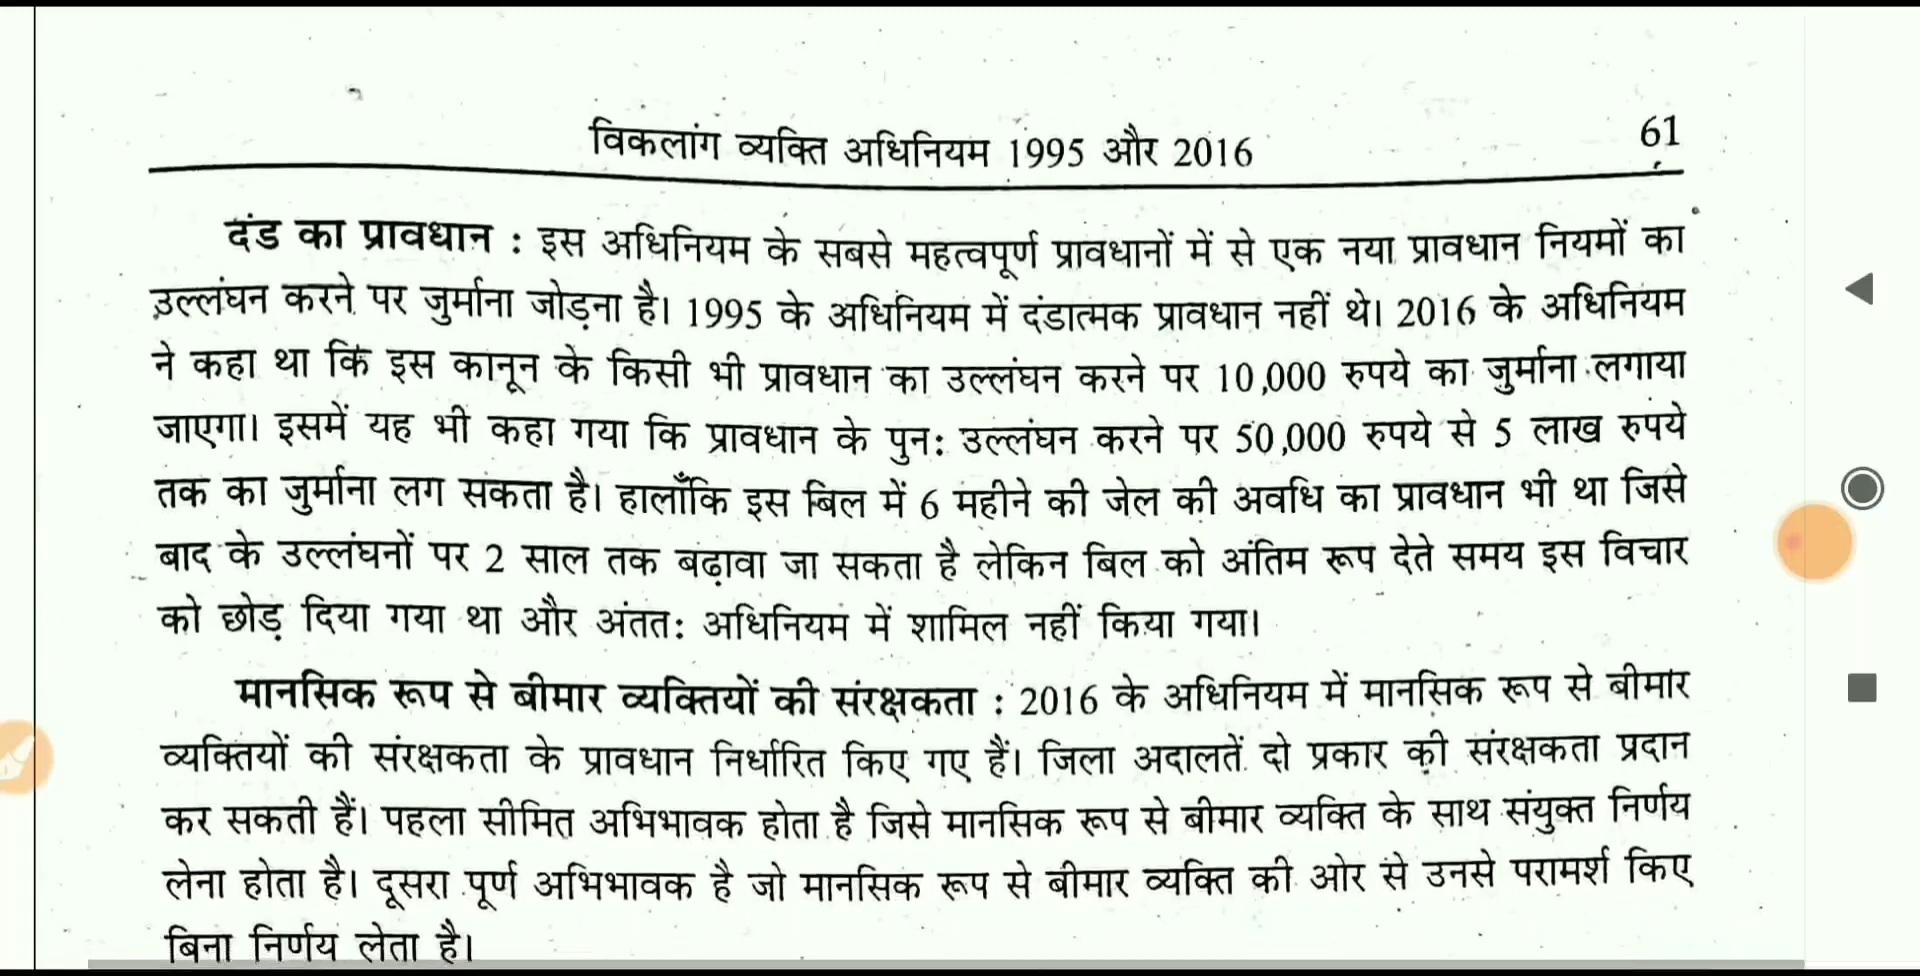 विकलांग व्यक्ति अधिनियम 1995 और 2016
61
दंड का प्रावधान : इस अधिनियम के सबसे महत्वपूर्ण प्रावधानों में से एक नया प्रावधान नियमों का
उल्लंघन करने पर जुर्माना जोड़ना है। 1995 के अधिनियम में दंडात्मक प्रावधान नहीं थे। 2016 के अधिनियम
ने कहा था कि इस कानून के किसी भी प्रावधान का उल्लंघन करने पर 10,000 रुपये का जुर्माना लगाया
जाएगा। इसमें यह भी कहा गया कि प्रावधान के पुनः उल्लंघन करने पर 50,000 रुपये से 5 लाख रुपये
तक का जुर्माना लग सकता है। हालाँकि इस बिल में 6 महीने की जेल की अवधि का प्रावधान भी था जिसे
बाद के उल्लंघनों पर 2 साल तक बढ़ावा जा सकता है लेकिन बिल को अंतिम रूप देते समय इस विचार
को छोड़ दिया गया था और अंततः अधिनियम में शामिल नहीं किया गया।
मानसिक रूप से बीमार व्यक्तियों की संरक्षकता : 2016 के अधिनियम में मानसिक रूप से बीमार
व्यक्तियों की संरक्षकता के प्रावधान निर्धारित किए गए हैं। जिला अदालतें दो प्रकार की संरक्षकता प्रदान
कर सकती हैं। पहला सीमित अभिभावक होता है जिसे मानसिक रूप से बीमार व्यक्ति के साथ संयुक्त निर्णय
लेना होता है। दूसरा पूर्ण अभिभावक है जो मानसिक रूप से बीमार व्यक्ति की ओर से उनसे परामर्श किए
बिना निर्णय लेता है।